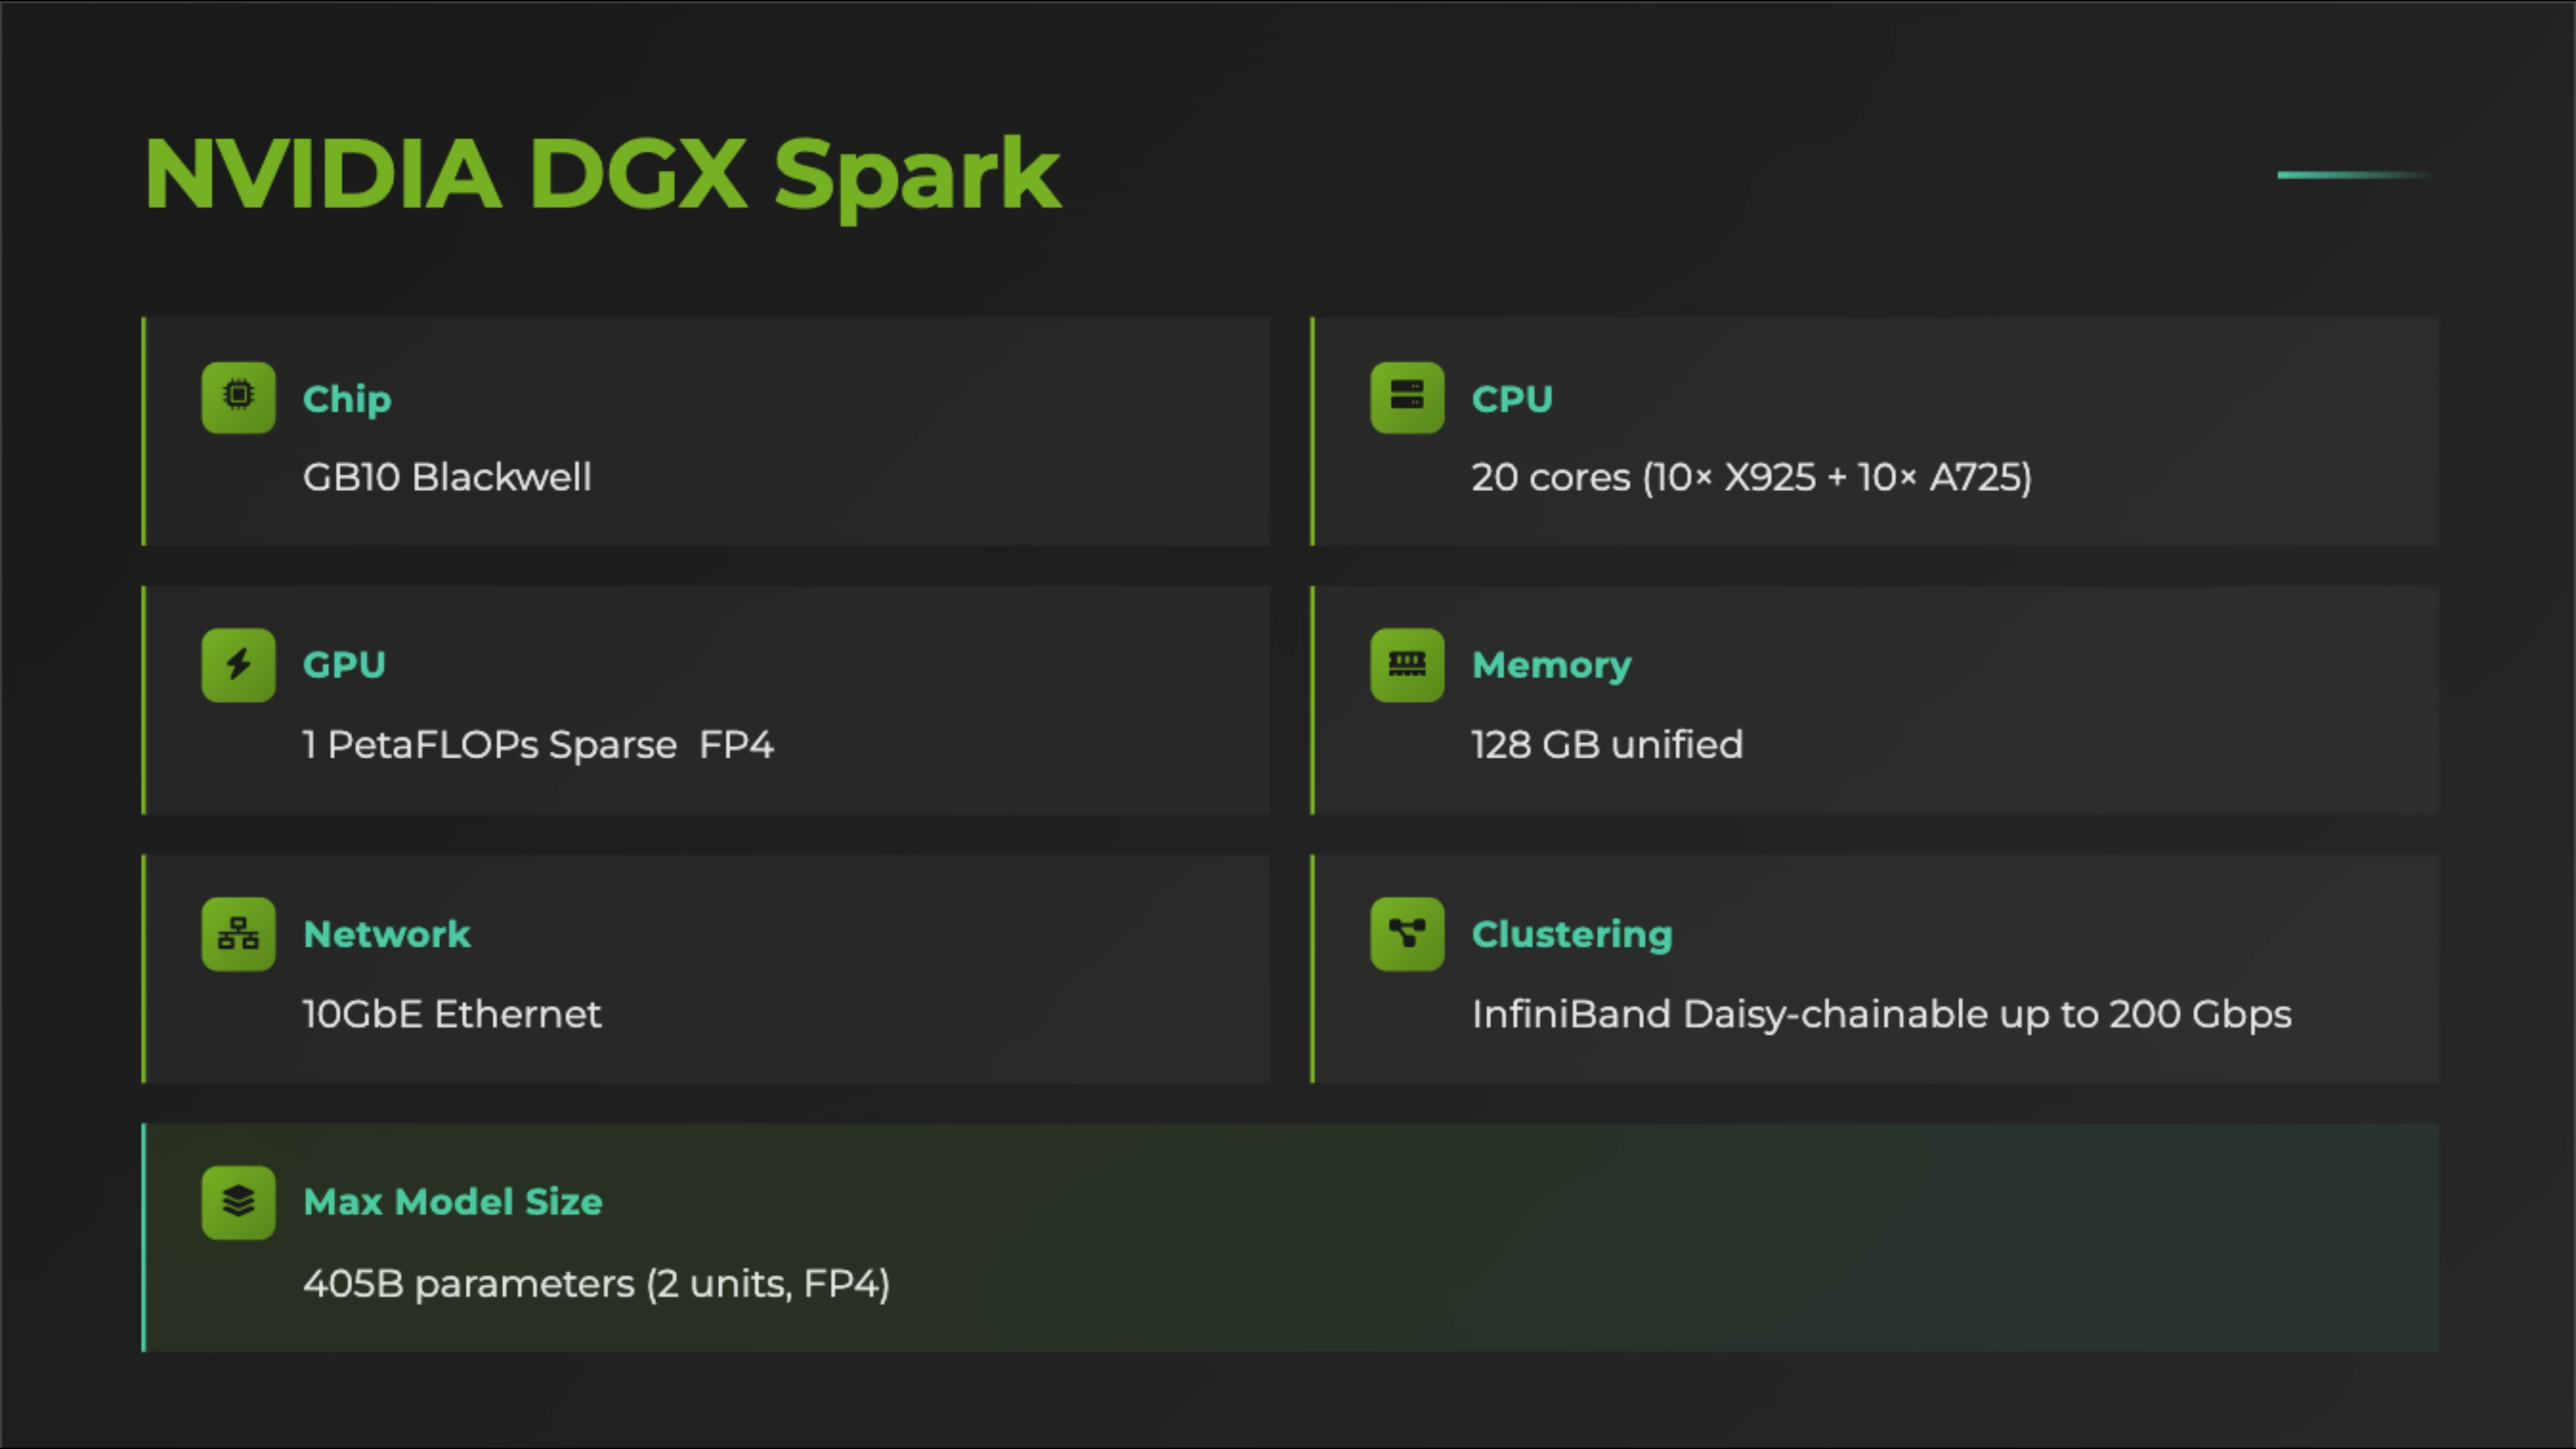 NVIDIA DGX Spark
Chip
GB10 Blackwell
CPU
20 cores (10× X925 + 10× A725)
GPU
1 PetaFLOPs Sparse  FP4
Memory
128 GB unified
Network
10GbE Ethernet
Clustering
InfiniBand Daisy-chainable up to 200 Gbps
Max Model Size
405B parameters (2 units, FP4)